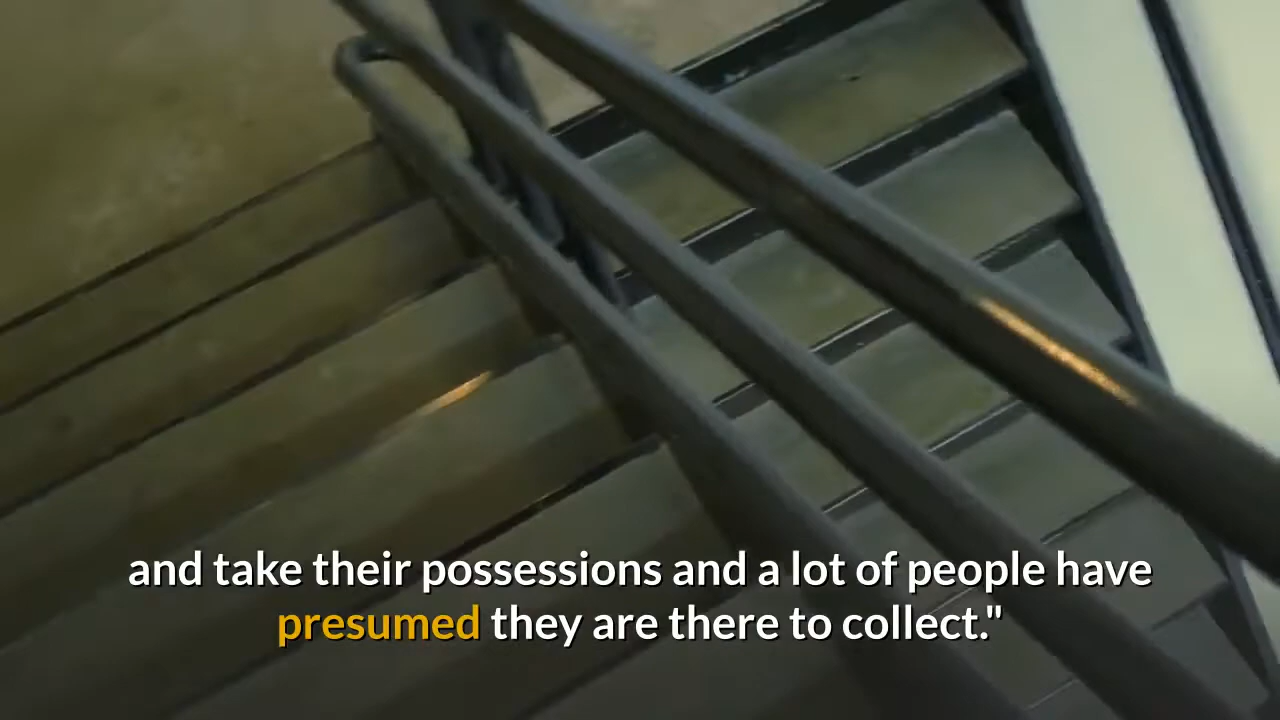 and take their possessions and a lot of people have
presumed they are there to collect."